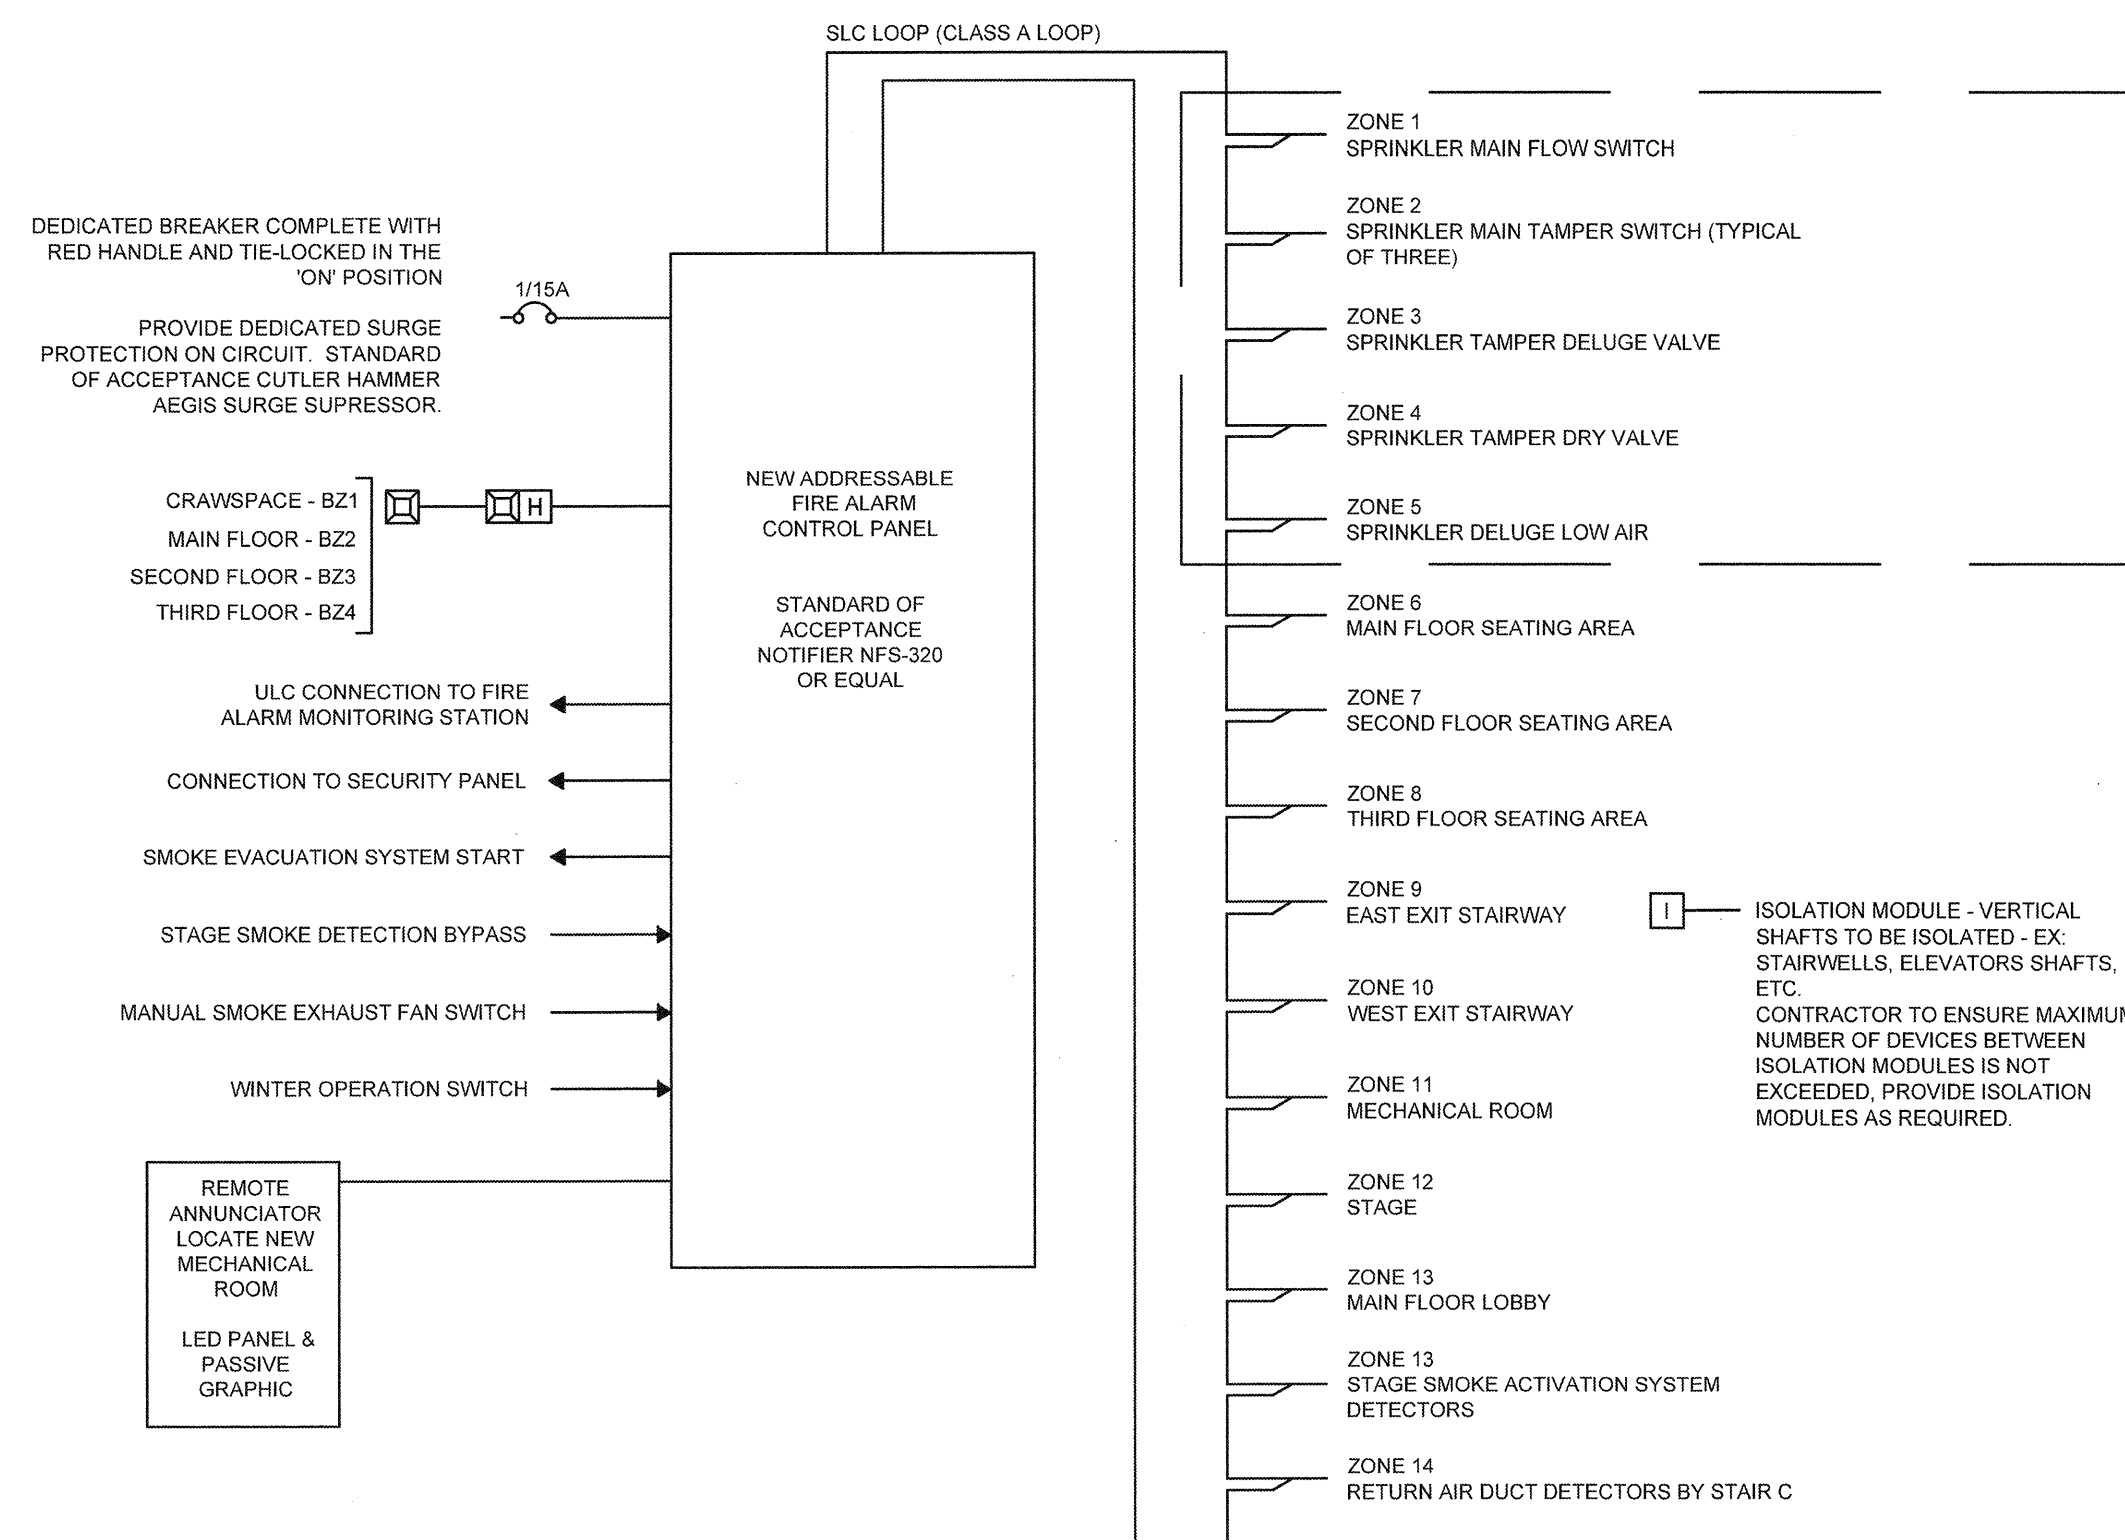 SLC LOOP (CLASS A LOOP)
DEDICATED BREAKER COMPLETE WITH
RED HANDLE AND TIE-LOCKED IN THE
'ON' POSITION
PROVIDE DEDICATED SURGE
PROTECTION ON CIRCUIT. STANDARD
OF ACCEPTANCE CUTLER HAMMER
AEGIS SURGE SUPRESSOR.
1/15A
CRAWSPACE - BZ1
MAIN FLOOR - BZ2
SECOND FLOOR - BZ3
THIRD FLOOR - BZ4
H
ULC CONNECTION TO FIRE
ALARM MONITORING STATION
CONNECTION TO SECURITY PANEL
SMOKE EVACUATION SYSTEM START
STAGE SMOKE DETECTION BYPASS
MANUAL SMOKE EXHAUST FAN SWITCH
WINTER OPERATION SWITCH
REMOTE
ANNUNCIATOR
LOCATE NEW
MECHANICAL
ROOM
LED PANEL &
PASSIVE
GRAPHIC
NEW ADDRESSABLE
FIRE ALARM
CONTROL PANEL
STANDARD OF
ACCEPTANCE
NOTIFIER NFS-320
OR EQUAL
ZONE 1
SPRINKLER MAIN FLOW SWITCH
ZONE 2
SPRINKLER MAIN TAMPER SWITCH (TYPICAL
OF THREE)
ZONE 3
SPRINKLER TAMPER DELUGE VALVE
ZONE 4
SPRINKLER TAMPER DRY VALVE
ZONE 5
SPRINKLER DELUGE LOW AIR
ZONE 6
MAIN FLOOR SEATING AREA
ZONE 7
SECOND FLOOR SEATING AREA
ZONE 8
THIRD FLOOR SEATING AREA
ZONE 9
EAST EXIT STAIRWAY
ZONE 10
WEST EXIT STAIRWAY
ZONE 11
MECHANICAL ROOM
ZONE 12
STAGE
ZONE 13
MAIN FLOOR LOBBY
ZONE 13
STAGE SMOKE ACTIVATION SYSTEM
DETECTORS
ZONE 14
RETURN AIR DUCT DETECTORS BY STAIR C
I
ISOLATION MODULE - VERTICAL
SHAFTS TO BE ISOLATED - EX:
STAIRWELLS, ELEVATORS SHAFTS,
ETC.
CONTRACTOR TO ENSURE MAXIMUM
NUMBER OF DEVICES BETWEEN
ISOLATION MODULES IS NOT
EXCEEDED, PROVIDE ISOLATION
MODULES AS REQUIRED.